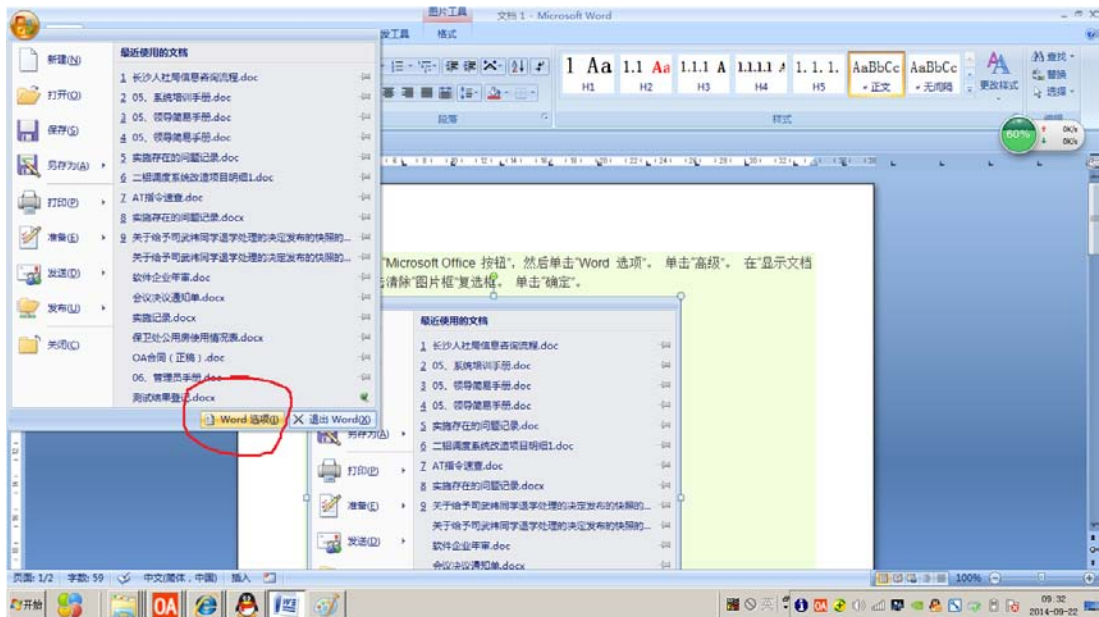 图片工具 文档 1 - Microsoft Word
发工具 格式
新建(N)
打开(O)
保存(S)
另存为(A)
打印(P)
准备(E)
发送(D)
发布(U)
关闭(C)
最近使用的文档
1 长沙人社局信息咨询流程.doc
2 05、系统培训手册.doc
3 05、领导简易手册.doc
4 05、领导简易手册.doc
5 实施存在的问题记录.doc
6 二组调度系统改造项目明细1.doc
7 AT指令速查.doc
8 实施存在的问题记录.docx
9 关于给予司武祎同学退学处理的决定发布的快照的...
关于给予司武祎同学退学处理的决定发布的快照的...
软件企业年审.doc
会议决议通知单.docx
实施记录.docx
保卫处公用房使用情况表.docx
OA合同（正稿）.doc
06、管理员手册.doc
测试结果登记.docx
Word 选项(I) 退出 Word(X)
1 Aa 1.1 Aa 1.1.1 A 1.1.1.1 A 1.1.1. AaBbCc AaBbCc
H1 H2 H3 H4 H5 正文 无间隔
更改样式
查找
替换
选择
段落 样式 编辑
60% 0K/s
0K/s
"Microsoft Office 按钮"，然后单击"Word 选项"。 单击"高级"。 在"显示文档
击清除"图片框"复选框。 单击"确定"。
最近使用的文档
1 长沙人社局信息咨询流程.doc
2 05、系统培训手册.doc
3 05、领导简易手册.doc
4 05、领导简易手册.doc
5 实施存在的问题记录.doc
6 二组调度系统改造项目明细1.doc
7 AT指令速查.doc
8 实施存在的问题记录.docx
9 关于给予司武祎同学退学处理的决定发布的快照的...
关于给予司武祎同学退学处理的决定发布的快照的...
软件企业年审.doc
会议决议通知单.docx
另存为(A)
打印(P)
准备(E)
发送(D)
页面: 1/2 字数: 59 中文(简体，中国) 插入 100%
开始 OA
09:32
2014-09-22